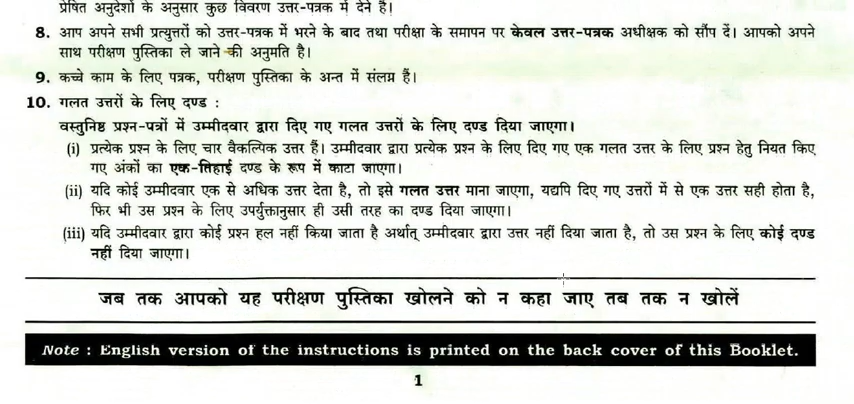 प्रेषित अनुदेशों के अनुसार कुछ विवरण उत्तर-पत्रक में देने हैं।
8. आप अपने सभी प्रत्युत्तरों को उत्तर-पत्रक में भरने के बाद तथा परीक्षा के समापन पर केवल उत्तर-पत्रक अधीक्षक को सौंप दें। आपको अपने
साथ परीक्षण पुस्तिका ले जाने की अनुमति है।
9. कच्चे काम के लिए पत्रक, परीक्षण पुस्तिका के अन्त में संलग्न हैं।
10. गलत उत्तरों के लिए दण्ड :
वस्तुनिष्ठ प्रश्न-पत्रों में उम्मीदवार द्वारा दिए गए गलत उत्तरों के लिए दण्ड दिया जाएगा।
(i) प्रत्येक प्रश्न के लिए चार वैकल्पिक उत्तर हैं। उम्मीदवार द्वारा प्रत्येक प्रश्न के लिए दिए गए एक गलत उत्तर के लिए प्रश्न हेतु नियत किए
गए अंकों का एक-तिहाई दण्ड के रूप में काटा जाएगा।
(ii) यदि कोई उम्मीदवार एक से अधिक उत्तर देता है, तो इसे गलत उत्तर माना जाएगा, यद्यपि दिए गए उत्तरों में से एक उत्तर सही होता है,
फिर भी उस प्रश्न के लिए उपर्युक्तानुसार ही उसी तरह का दण्ड दिया जाएगा।
(iii) यदि उम्मीदवार द्वारा कोई प्रश्न हल नहीं किया जाता है अर्थात् उम्मीदवार द्वारा उत्तर नहीं दिया जाता है, तो उस प्रश्न के लिए कोई दण्ड
नहीं दिया जाएगा।
जब तक आपको यह परीक्षण पुस्तिका खोलने को न कहा जाए तब तक न खोलें
Note : English version of the instructions is printed on the back cover of this Booklet.
1